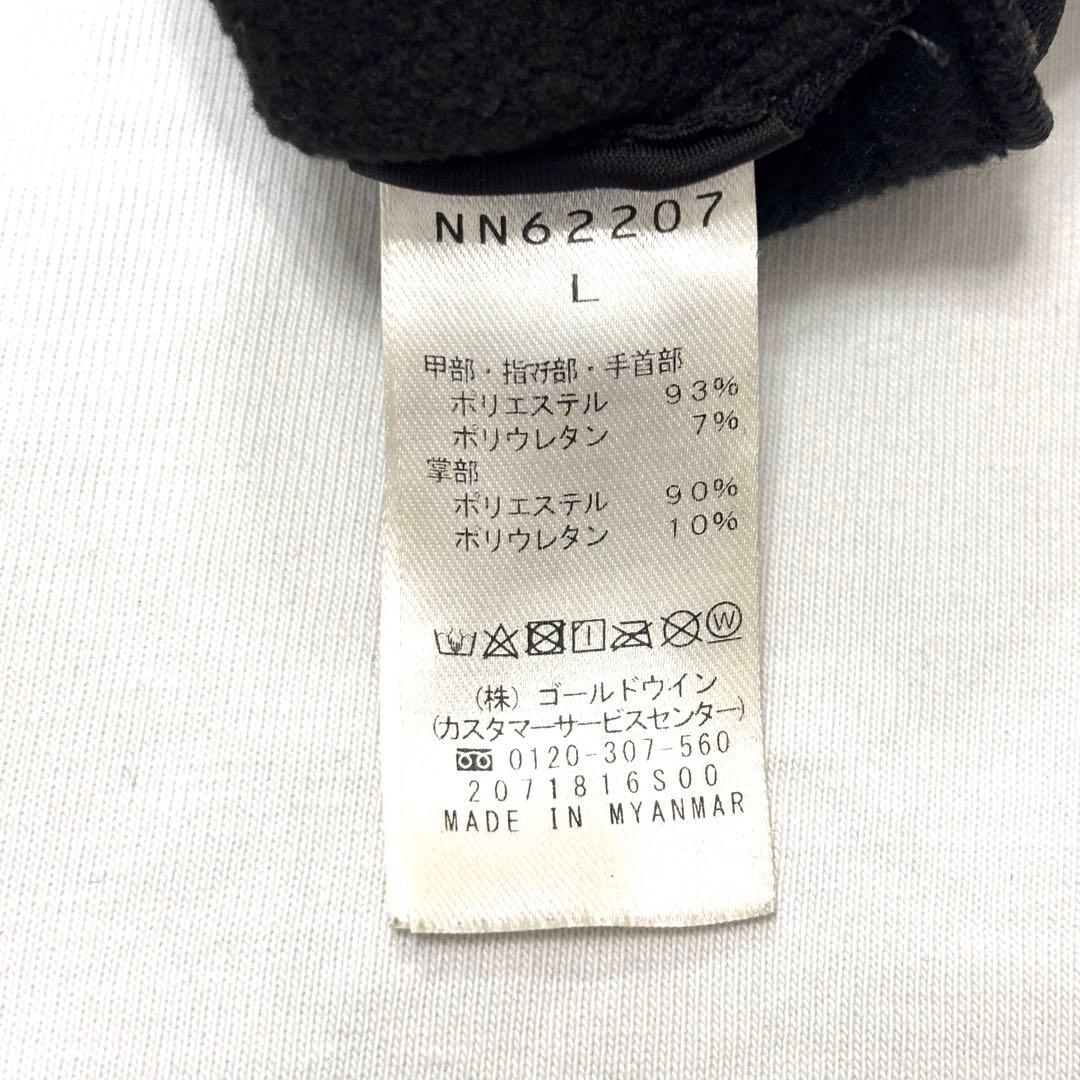 NN62207
L
甲部・指マチ部・手首部
ポリエステル 93%
ポリウレタン 7%
掌部
ポリエステル 90%
ポリウレタン 10%
W
(株) ゴールドウイン
(カスタマーサービスセンター)
0120-307-560
2071816S00
MADE IN MYANMAR